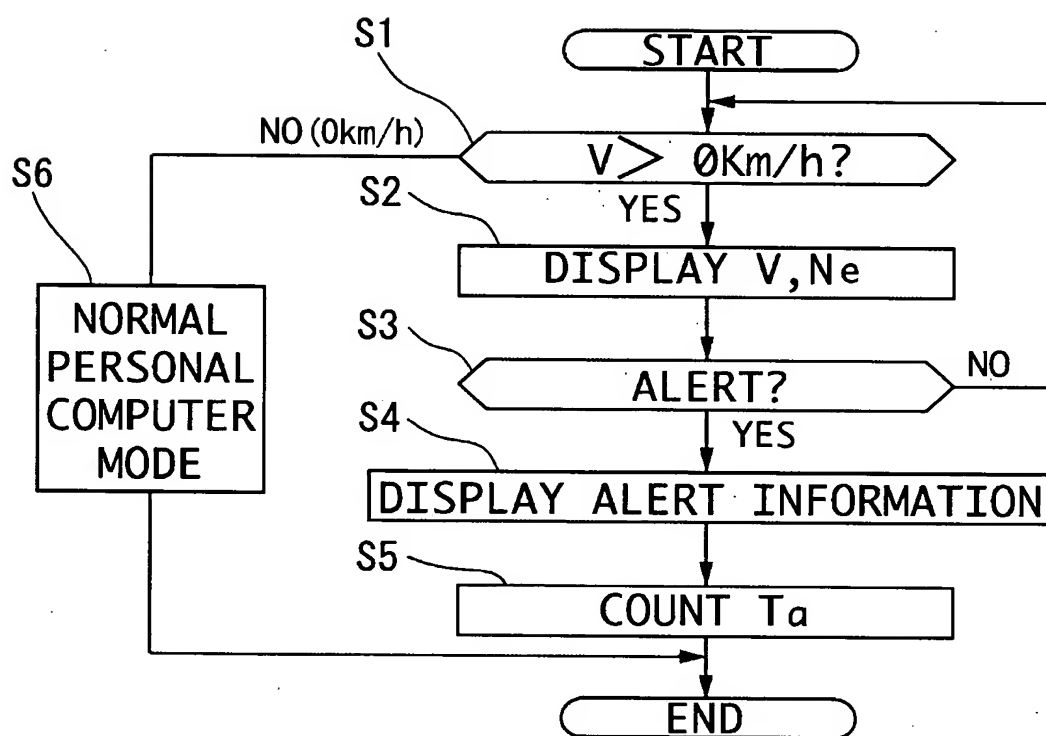 START
S1
NO(0km/h)
V> 0Km/h?
S6
YES
S2
DISPLAY V,Ne
NORMAL
PERSONAL
COMPUTER
MODE
S3
ALERT?
NO
YES
S4
DISPLAY ALERT INFORMATION
S5
COUNT Ta
END